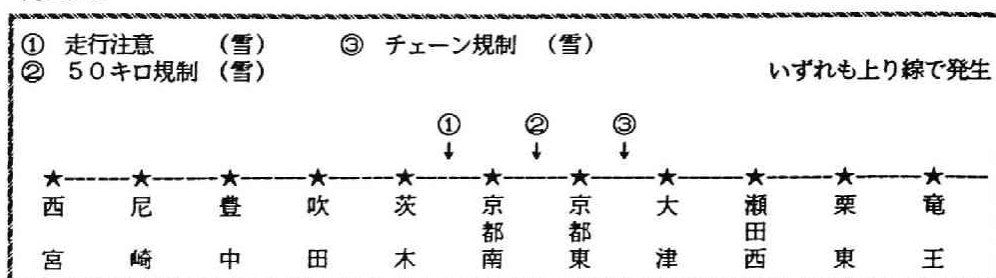 ① 走行注意 (雪) ③ チェーン規制 (雪)
② 50キロ規制 (雪) いずれも上り線で発生
① ② ③
↓ ↓ ↓
★------★------★------★------★------★------★------★------★------★------★----
西宮 尼崎 豊中 吹田 茨木 京都南 京都東 大津 瀬田西 栗東 竜王